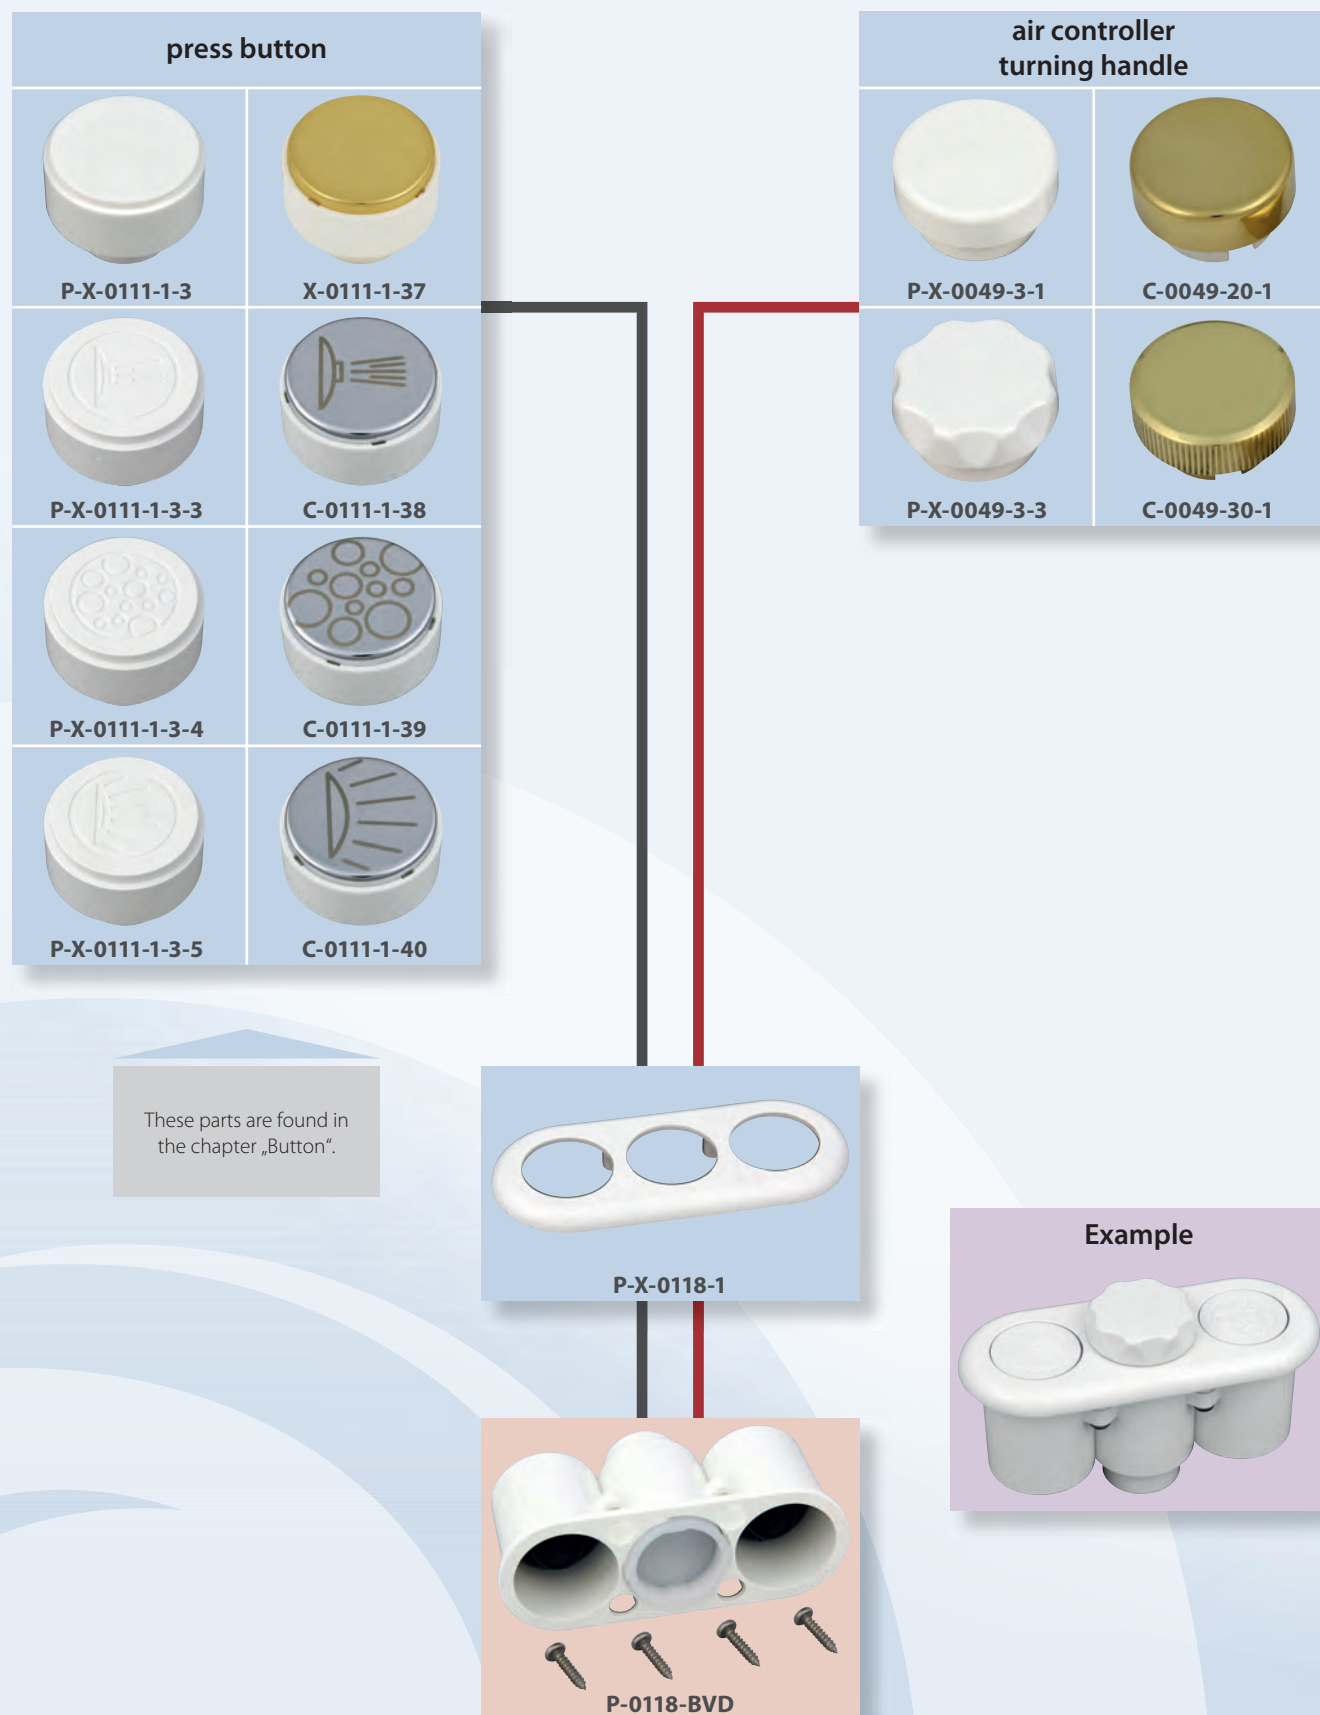 press button
P-X-0111-1-3
X-0111-1-37
P-X-0111-1-3-3
C-0111-1-38
P-X-0111-1-3-4
C-0111-1-39
P-X-0111-1-3-5
C-0111-1-40
air controller
turning handle
P-X-0049-3-1
C-0049-20-1
P-X-0049-3-3
C-0049-30-1
These parts are found in
the chapter „Button“.
P-X-0118-1
Example
P-0118-BVD